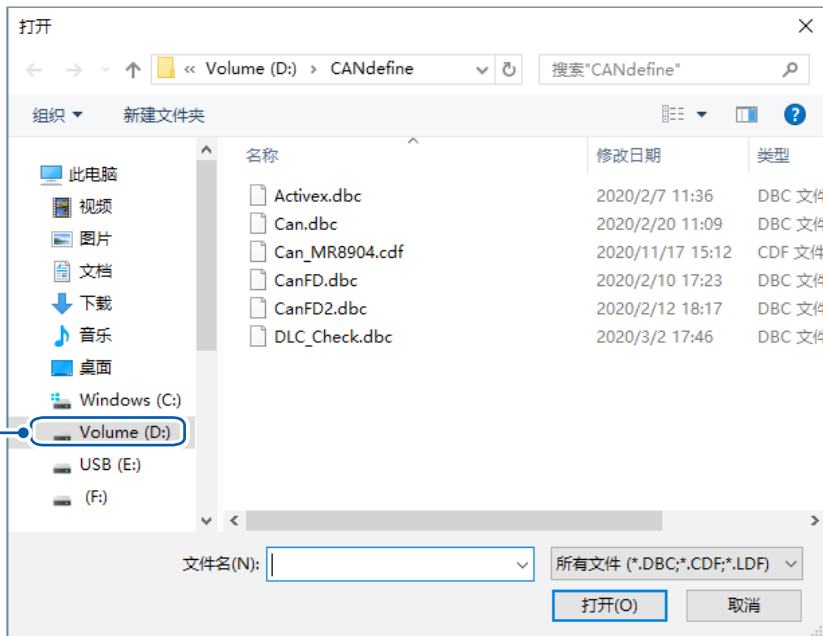 打开
« Volume (D:) › CANdefine
搜索"CANdefine"
组织
新建文件夹
此电脑
视频
图片
文档
下载
音乐
桌面
Windows (C:)
Volume (D:)
USB (E:)
(F:)
名称 修改日期 类型
Activex.dbc 2020/2/7 11:36 DBC 文件
Can.dbc 2020/2/20 11:09 DBC 文件
Can_MR8904.cdf 2020/11/17 15:12 CDF 文件
CanFD.dbc 2020/2/10 17:23 DBC 文件
CanFD2.dbc 2020/2/12 18:17 DBC 文件
DLC_Check.dbc 2020/3/2 17:46 DBC 文件
文件名(N):
所有文件 (*.DBC;*.CDF;*.LDF)
打开(O) 取消